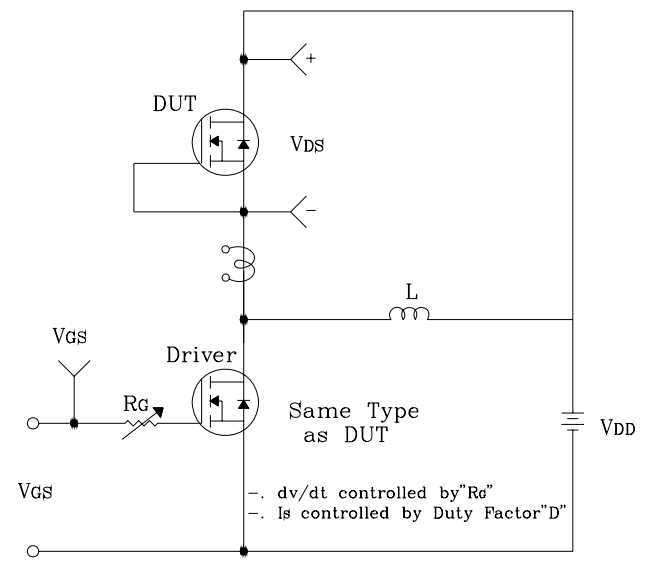 +
DUT
VDS
-
L
VGS
Driver
RG
Same Type
as DUT
VDD
VGS
-. dv/dt controlled by"RG"
-. Is controlled by Duty Factor"D"